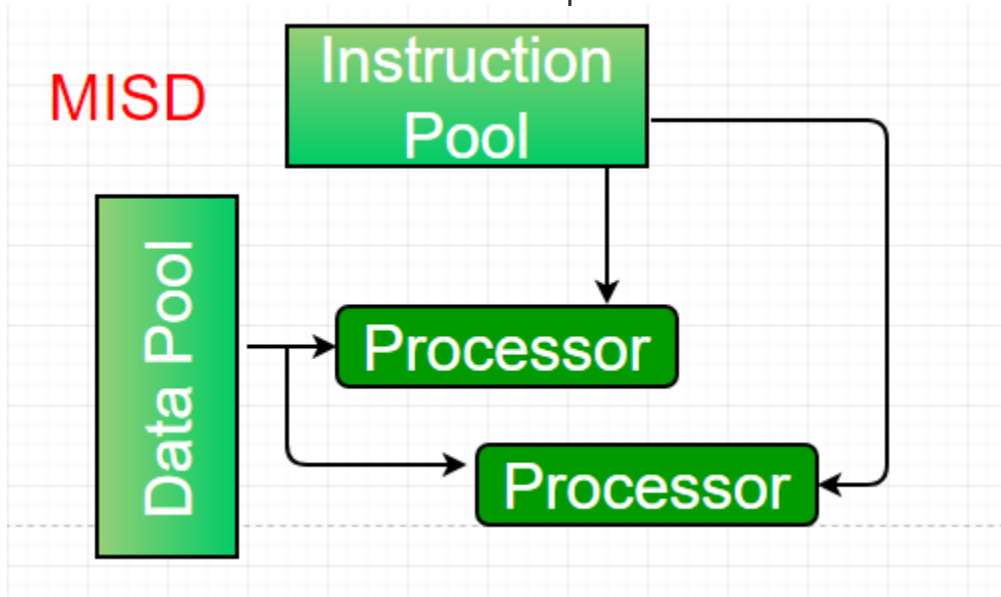 MISD
Instruction
Pool
Data Pool
Processor
Processor